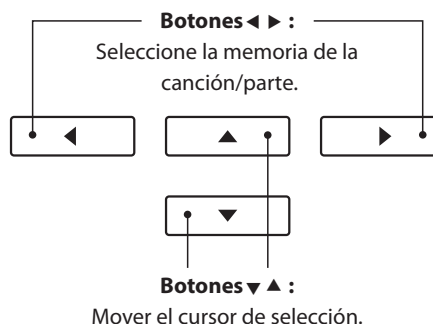 Botones ◀ ▶ :
Seleccione la memoria de la
canción/parte.
Botones ▼ ▲ :
Mover el cursor de selección.